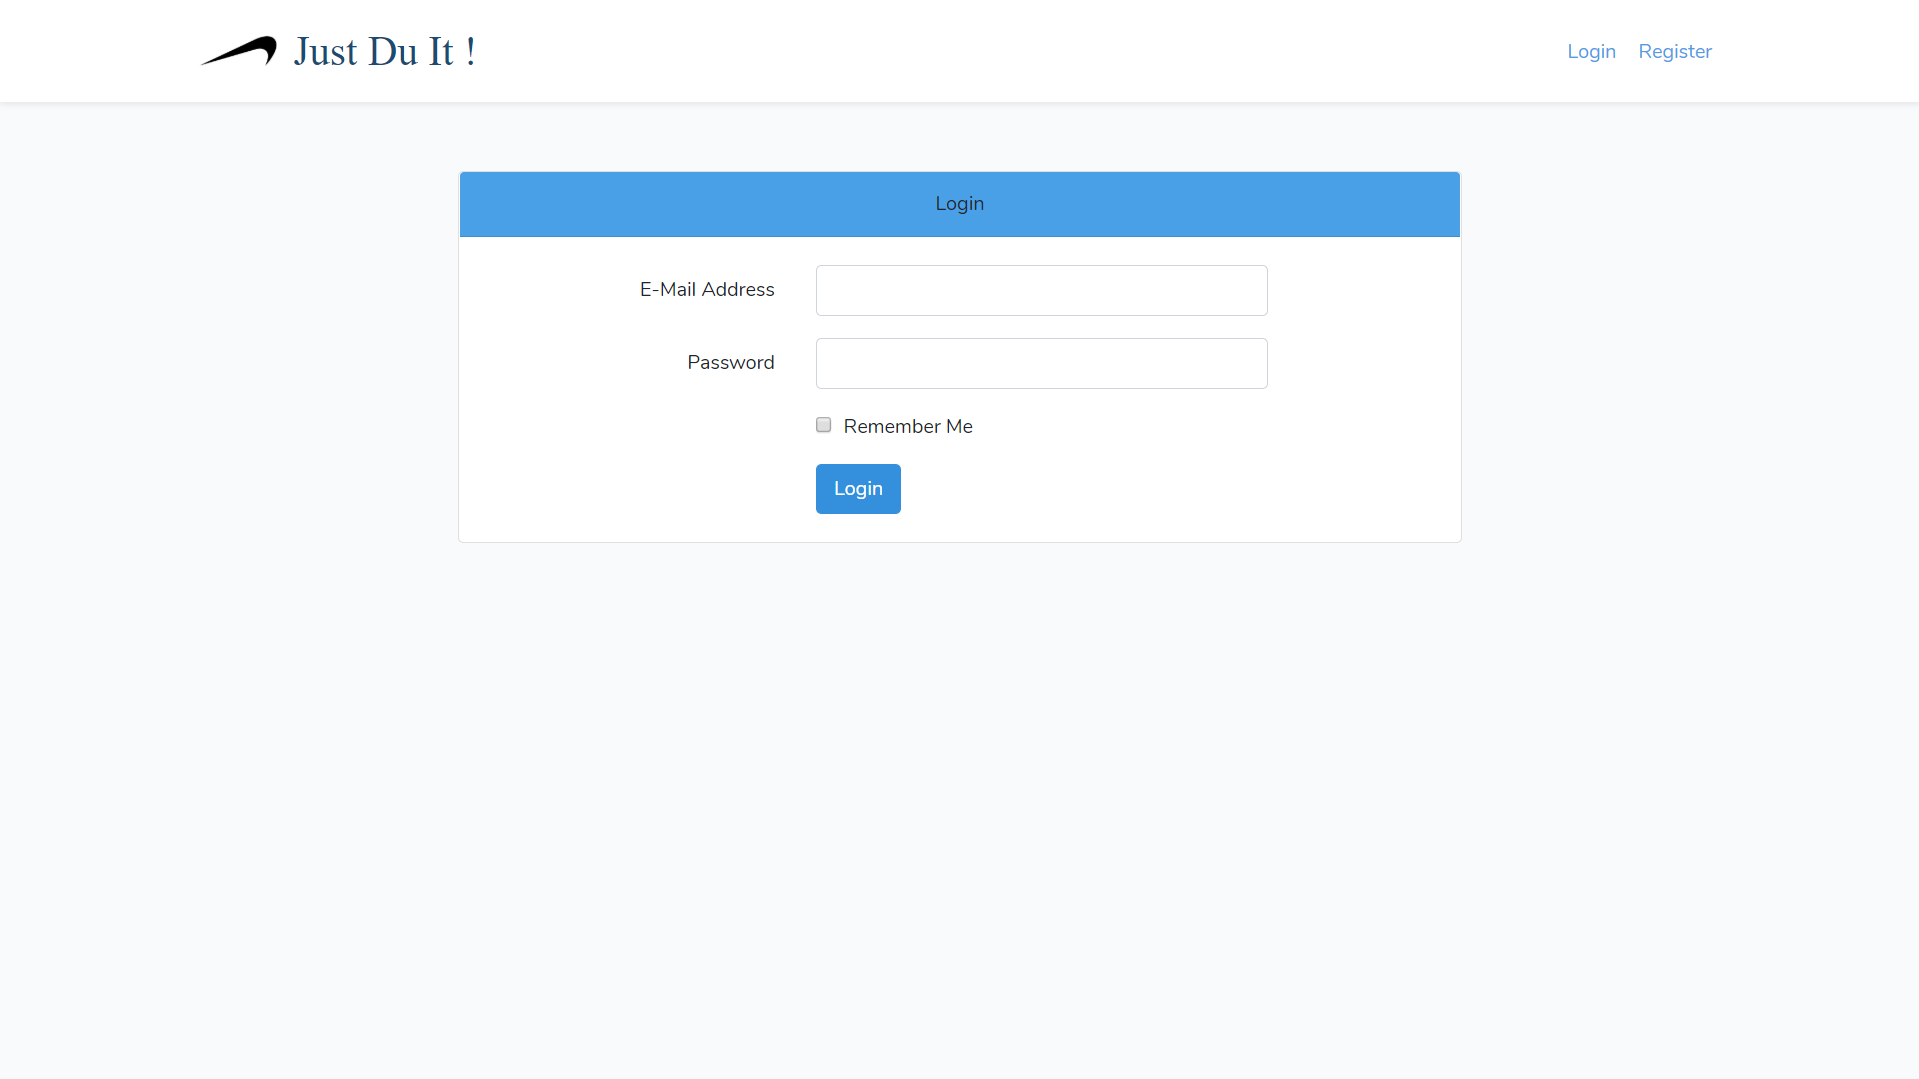 Just Du It !
Login Register
Login
E-Mail Address
Password
Remember Me
Login